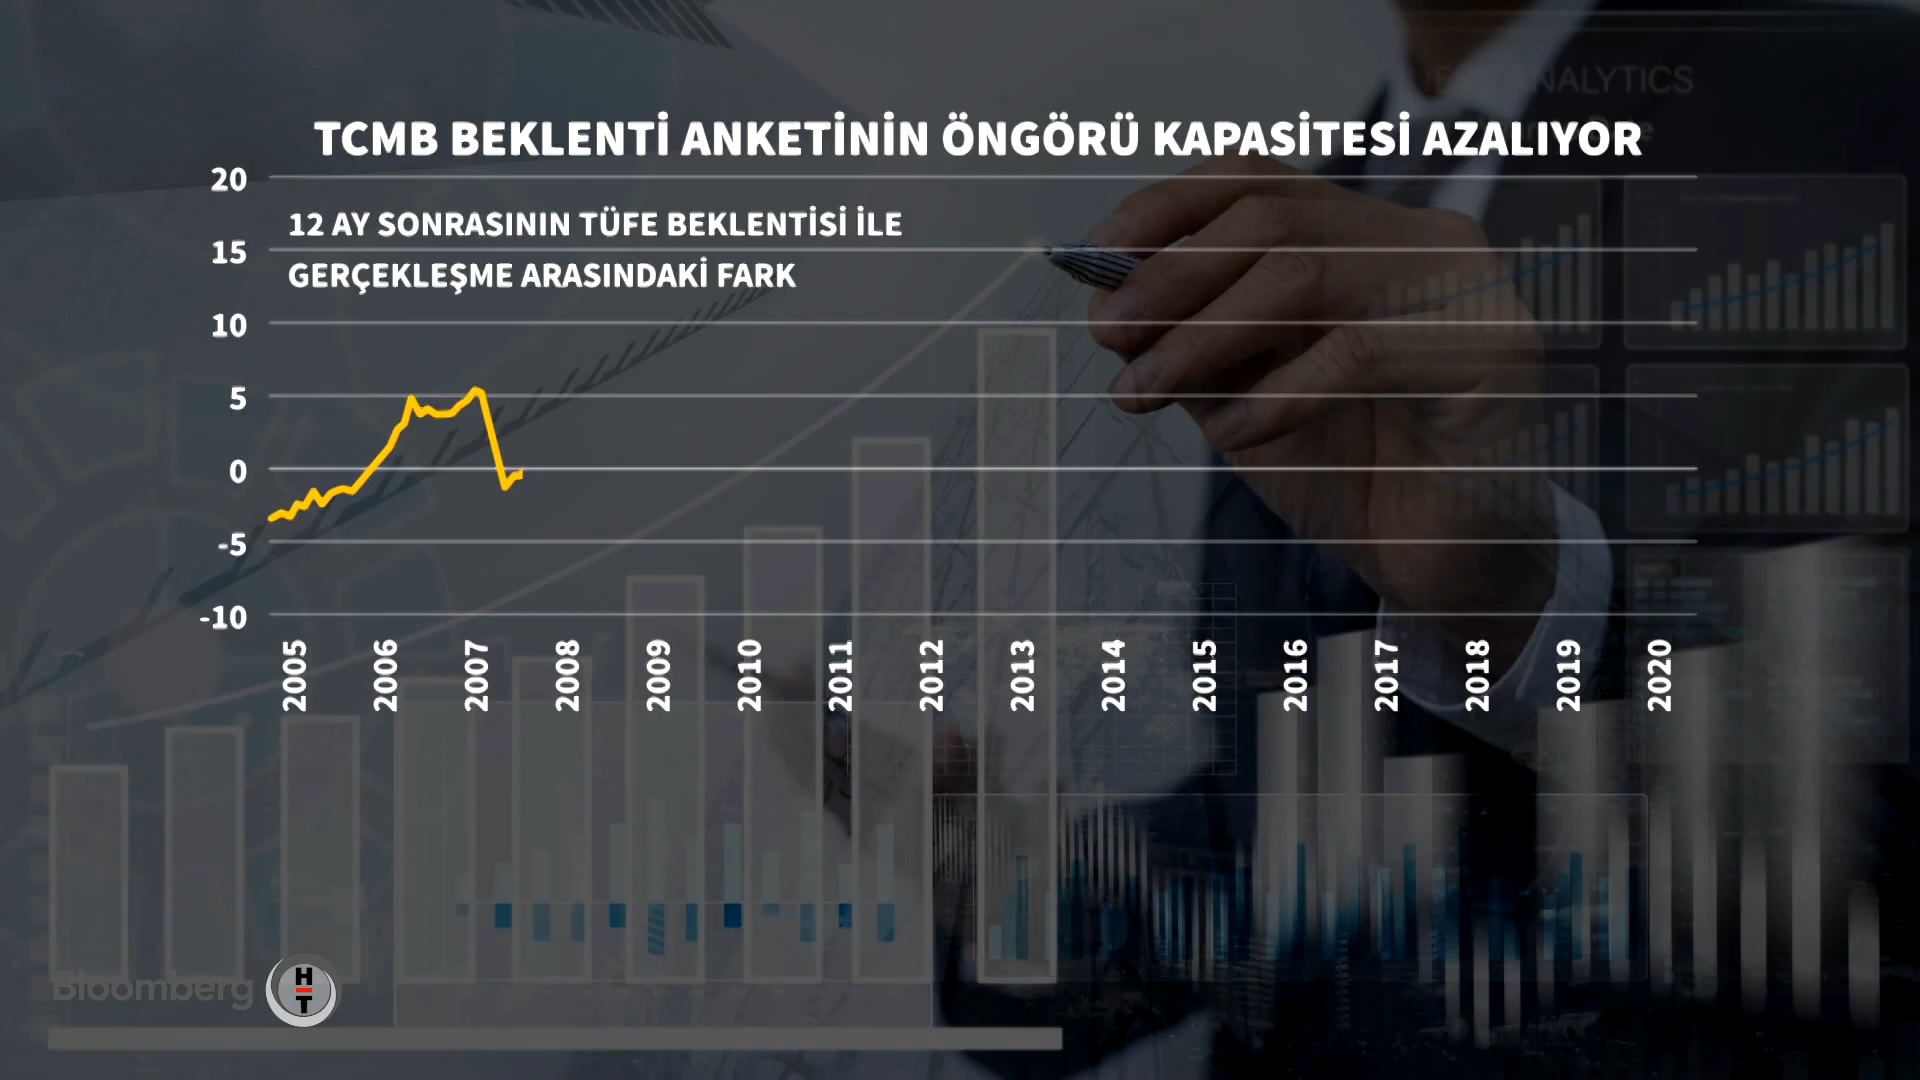 ANALYTICS
TCMB BEKLENTİ ANKETİNİN ÖNGÖRÜ KAPASİTESİ AZALIYOR
12 AY SONRASININ TÜFE BEKLENTİSİ İLE
GERÇEKLEŞME ARASINDAKİ FARK
20
15
10
5
0
-5
-10
2005 2006 2007 2008 2009 2010 2011 2012 2013 2014 2015 2016 2017 2018 2019 2020
Bloomberg HT